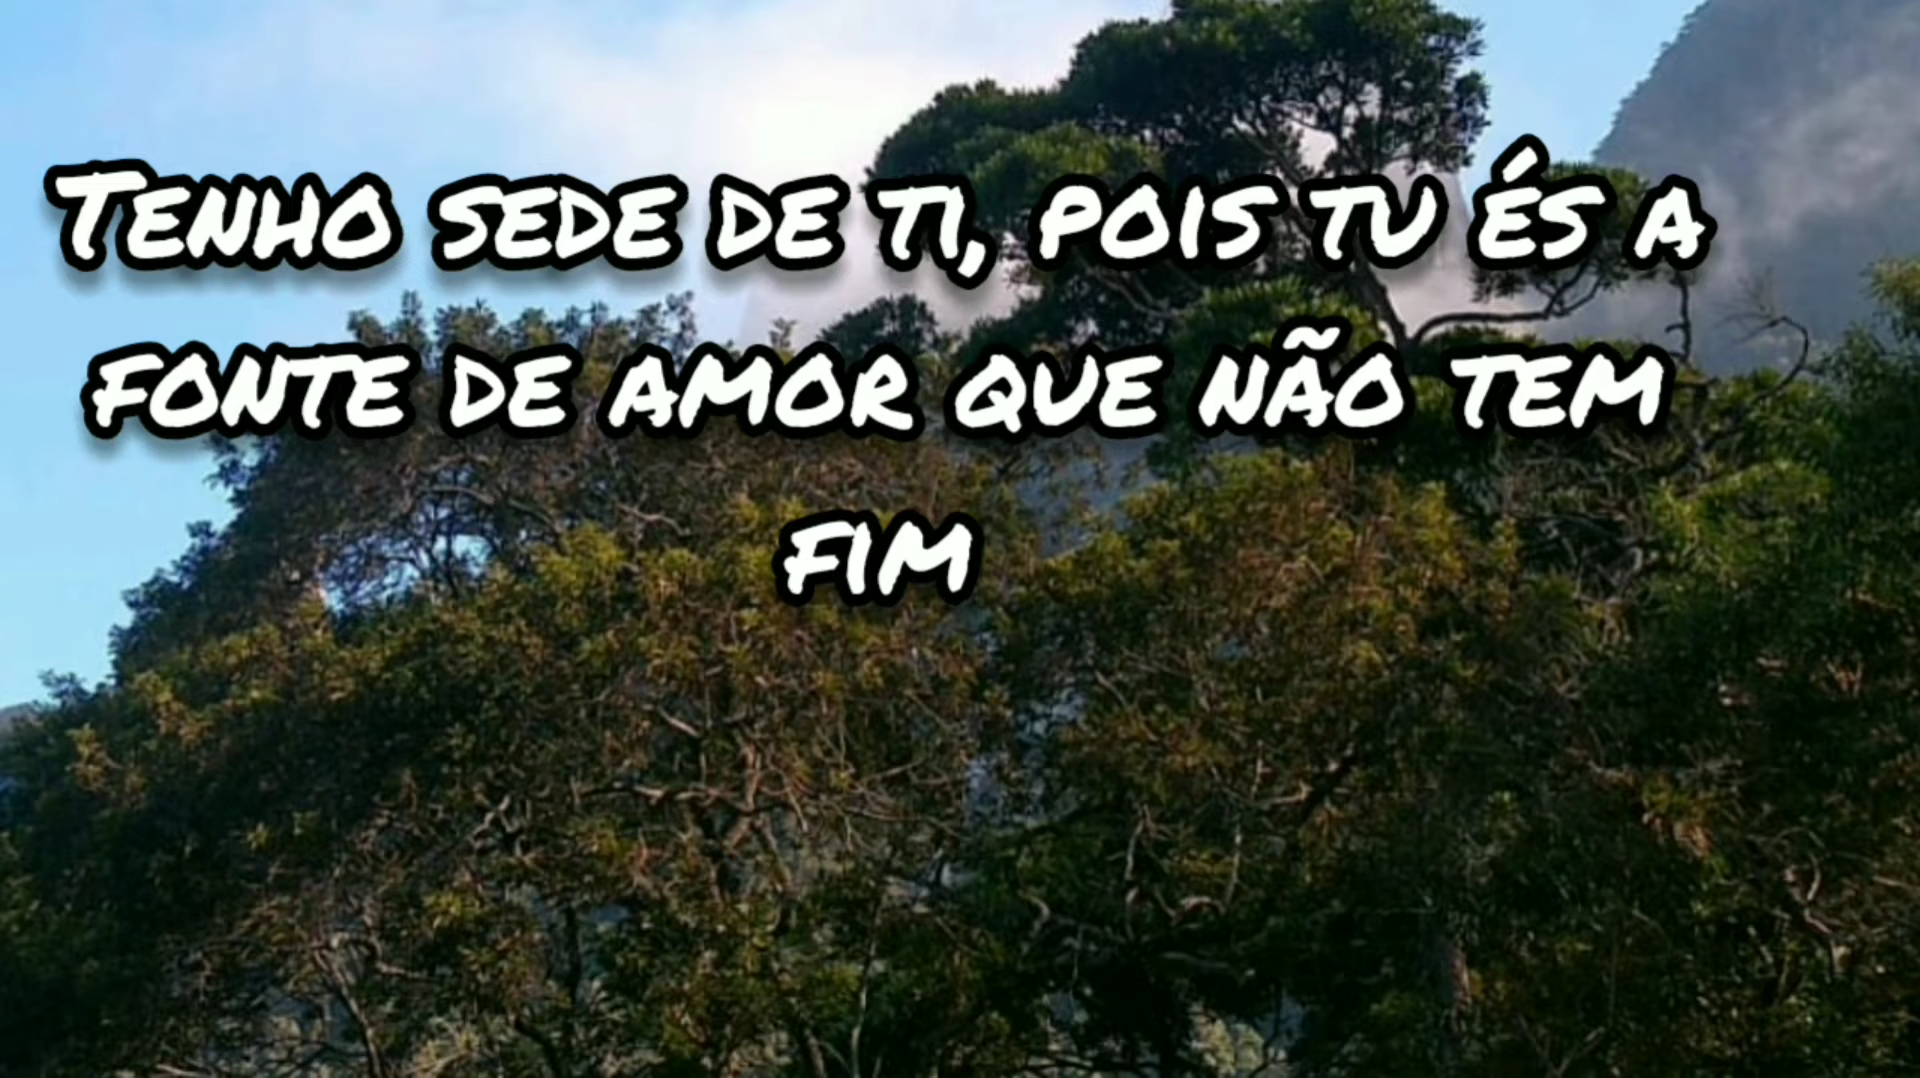 Tenho sede de ti, pois tu és a
fonte de amor que não tem
fim